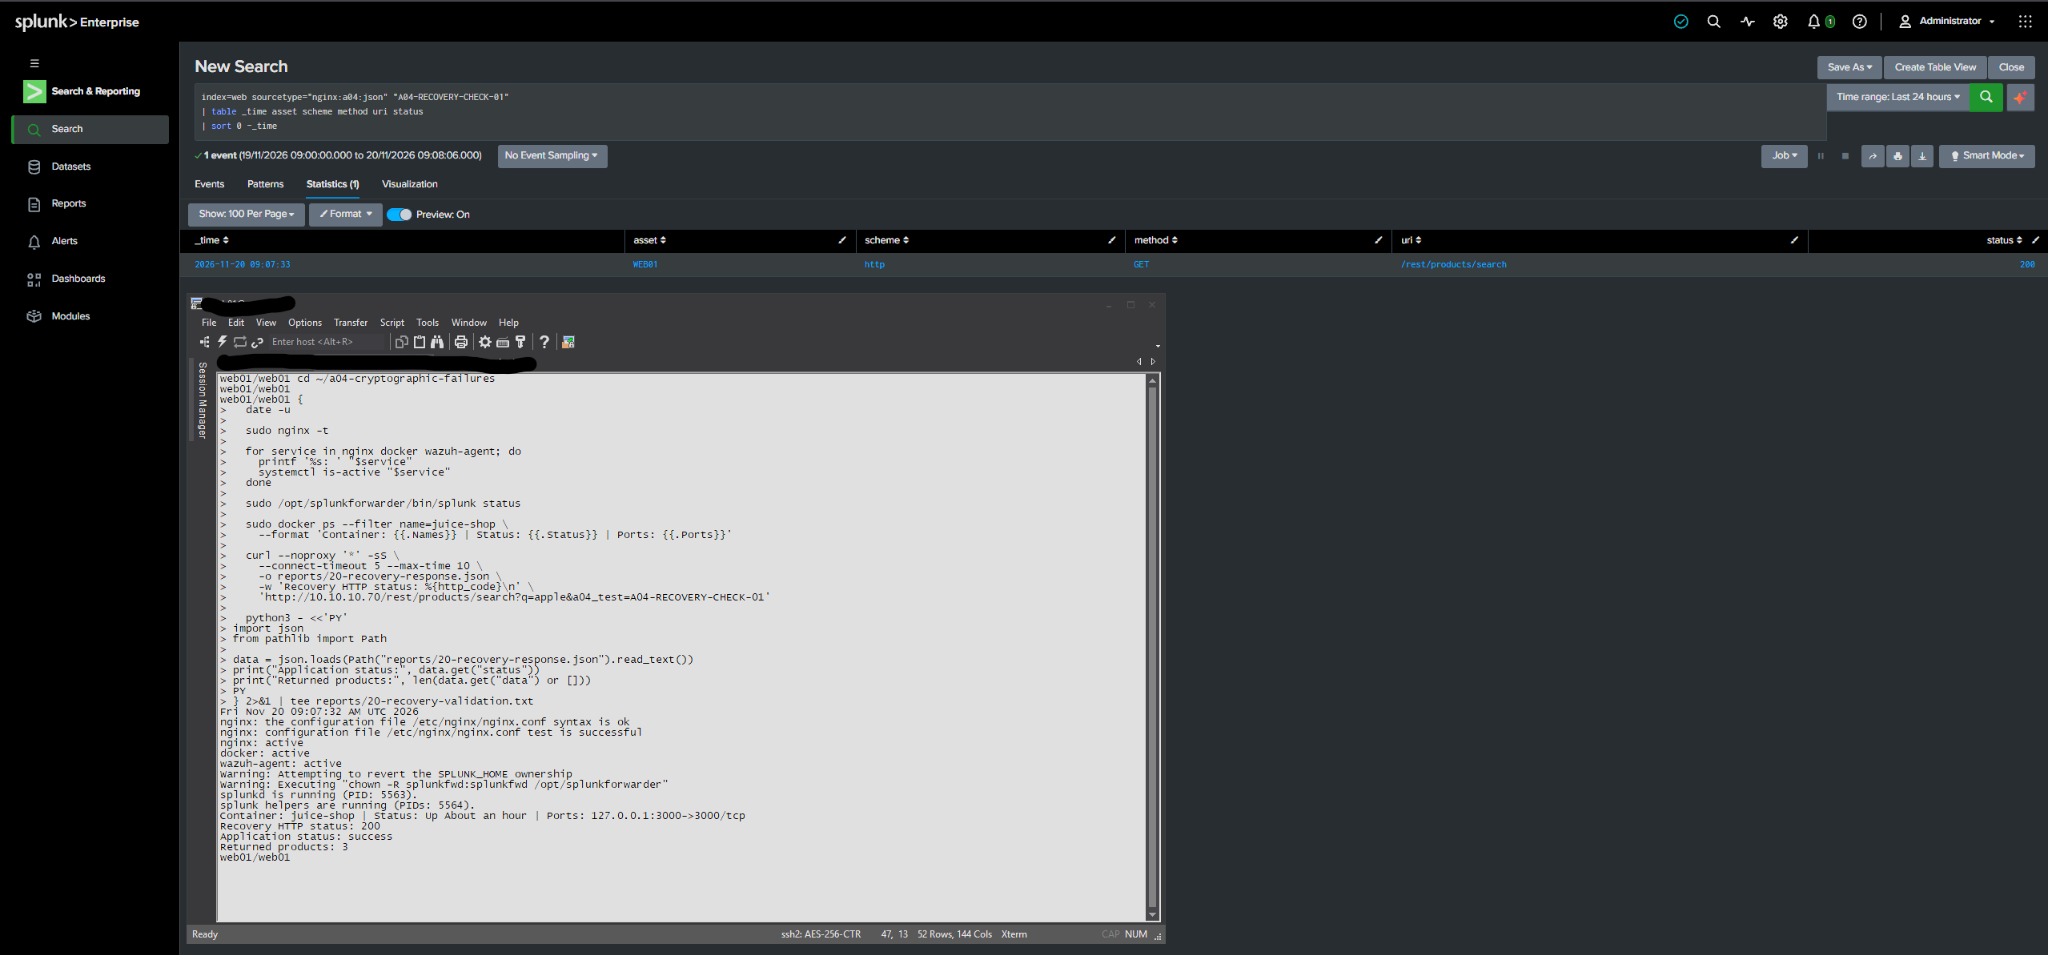 splunk> Enterprise
1
Administrator
Search & Reporting
Search
Datasets
Reports
Alerts
Dashboards
Modules
New Search
Save As
Create Table View
Close
index=web sourcetype="nginx:a04:json" "A04-RECOVERY-CHECK-01"
| table _time asset scheme method uri status
| sort 0 -_time
Time range: Last 24 hours
1 event (19/11/2026 09:00:00.000 to 20/11/2026 09:08:06.000)
No Event Sampling
Job
Smart Mode
Events
Patterns
Statistics (1)
Visualization
Show: 100 Per Page
Format
Preview: On
_time asset scheme method uri status
2026-11-20 09:07:33 WEB01 http GET /rest/products/search 200
File Edit View Options Transfer Script Tools Window Help
Enter host <Alt+R>
Session Manager
web01/web01 cd ~/a04-cryptographic-failures
web01/web01
web01/web01 {
> date -u
>
> sudo nginx -t
>
> for service in nginx docker wazuh-agent; do
> printf '%s: ' "$service"
> systemctl is-active "$service"
> done
>
> sudo /opt/splunkforwarder/bin/splunk status
>
> sudo docker ps --filter name=juice-shop \
> --format 'Container: {{.Names}} | Status: {{.Status}} | Ports: {{.Ports}}'
>
> curl --noproxy '*' -sS \
> --connect-timeout 5 --max-time 10 \
> -o reports/20-recovery-response.json \
> -w 'Recovery HTTP status: %{http_code}\n' \
> 'http://10.10.10.70/rest/products/search?q=apple&a04_test=A04-RECOVERY-CHECK-01'
>
> python3 - <<'PY'
> import json
> from pathlib import Path
>
> data = json.loads(Path("reports/20-recovery-response.json").read_text())
> print("Application status:", data.get("status"))
> print("Returned products:", len(data.get("data") or []))
> PY
> } 2>&1 | tee reports/20-recovery-validation.txt
Fri Nov 20 09:07:32 AM UTC 2026
nginx: the configuration file /etc/nginx/nginx.conf syntax is ok
nginx: configuration file /etc/nginx/nginx.conf test is successful
nginx: active
docker: active
wazuh-agent: active
Warning: Attempting to revert the SPLUNK_HOME ownership
Warning: Executing "chown -R splunkfwd:splunkfwd /opt/splunkforwarder"
splunkd is running (PID: 5563).
splunk helpers are running (PIDs: 5564).
Container: juice-shop | Status: Up About an hour | Ports: 127.0.0.1:3000->3000/tcp
Recovery HTTP status: 200
Application status: success
Returned products: 3
web01/web01
Ready
ssh2: AES-256-CTR 47, 13 52 Rows, 144 Cols Xterm CAP NUM